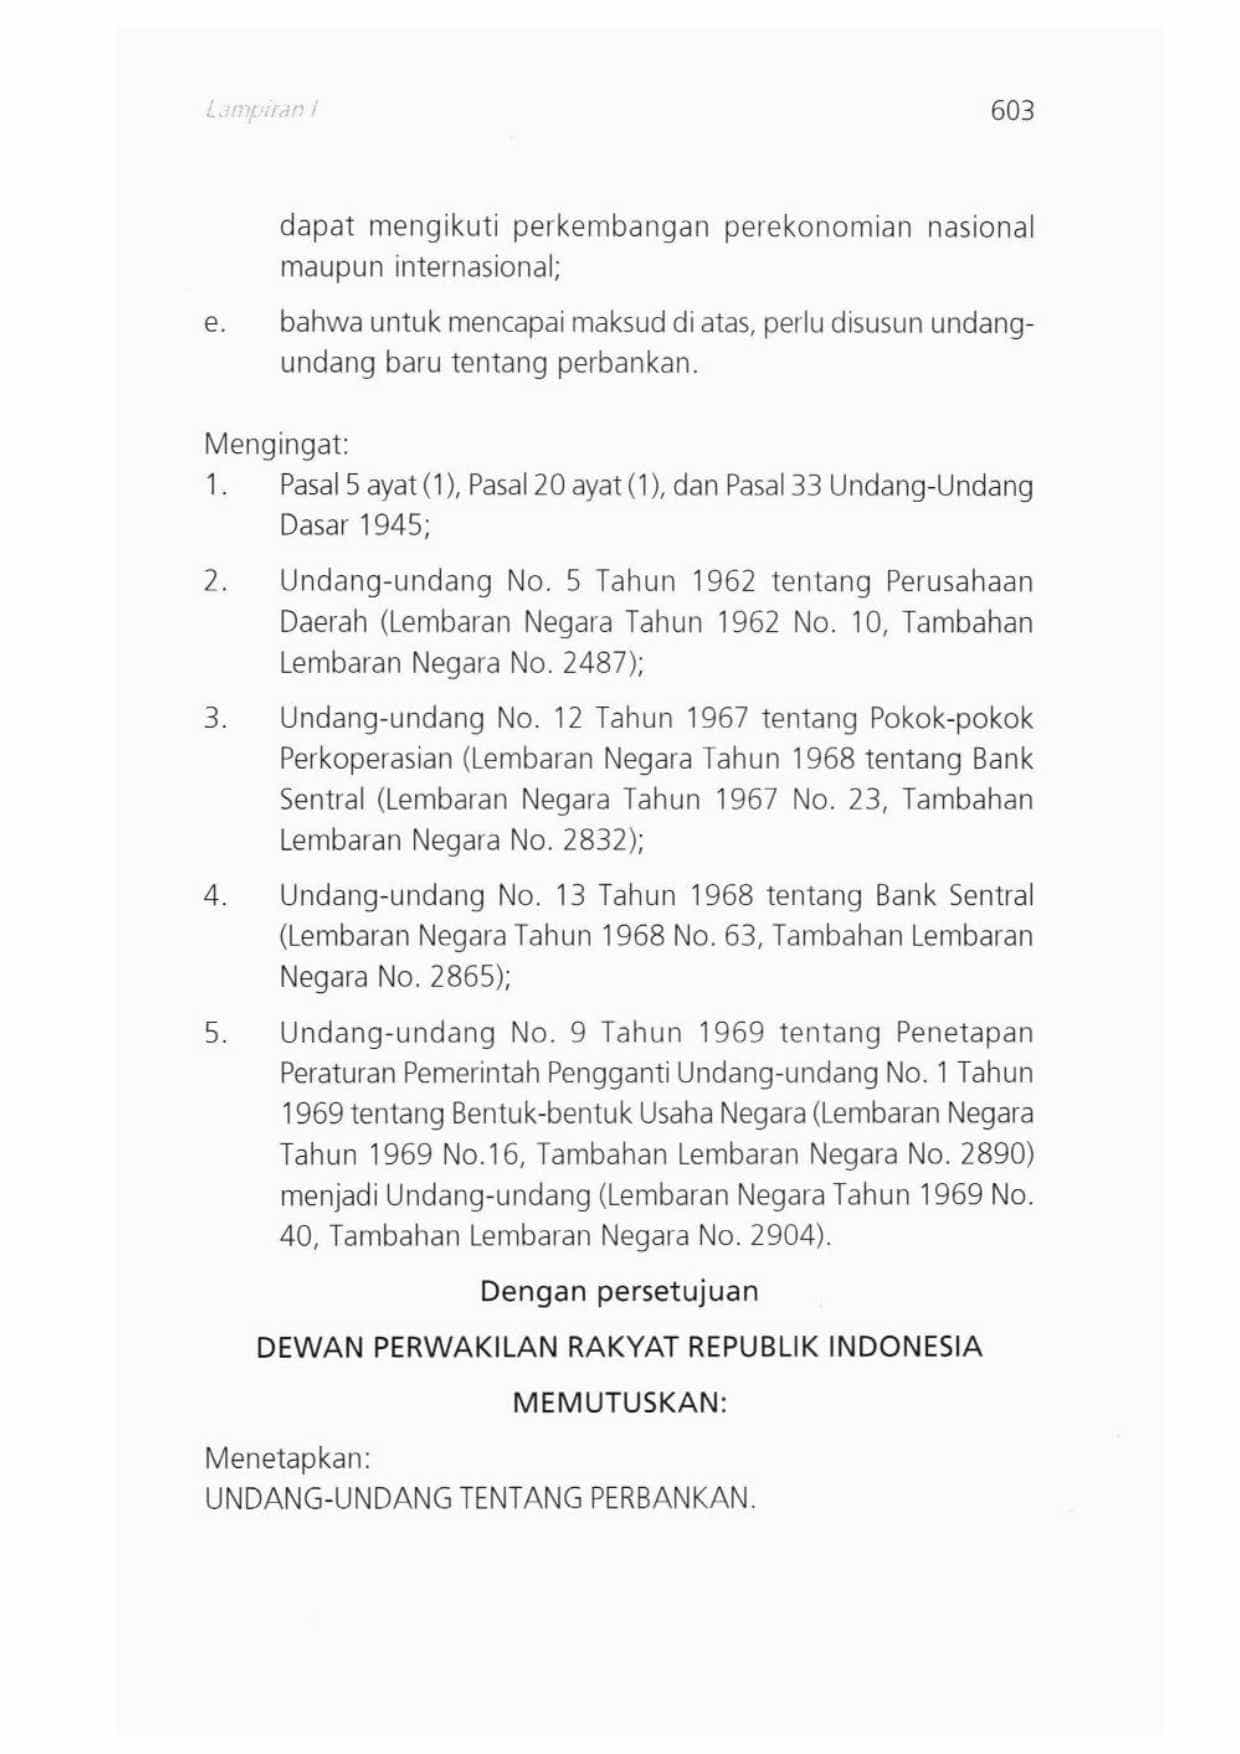 Lampiran I
603
dapat mengikuti perkembangan perekonomian nasional
maupun internasional;
e. bahwa untuk mencapai maksud di atas, perlu disusun undang-
undang baru tentang perbankan.
Mengingat:
1. Pasal 5 ayat (1), Pasal 20 ayat (1), dan Pasal 33 Undang-Undang
Dasar 1945;
2. Undang-undang No. 5 Tahun 1962 tentang Perusahaan
Daerah (Lembaran Negara Tahun 1962 No. 10, Tambahan
Lembaran Negara No. 2487);
3. Undang-undang No. 12 Tahun 1967 tentang Pokok-pokok
Perkoperasian (Lembaran Negara Tahun 1968 tentang Bank
Sentral (Lembaran Negara Tahun 1967 No. 23, Tambahan
Lembaran Negara No. 2832);
4. Undang-undang No. 13 Tahun 1968 tentang Bank Sentral
(Lembaran Negara Tahun 1968 No. 63, Tambahan Lembaran
Negara No. 2865);
5. Undang-undang No. 9 Tahun 1969 tentang Penetapan
Peraturan Pemerintah Pengganti Undang-undang No. 1 Tahun
1969 tentang Bentuk-bentuk Usaha Negara (Lembaran Negara
Tahun 1969 No.16, Tambahan Lembaran Negara No. 2890)
menjadi Undang-undang (Lembaran Negara Tahun 1969 No.
40, Tambahan Lembaran Negara No. 2904).
Dengan persetujuan
DEWAN PERWAKILAN RAKYAT REPUBLIK INDONESIA
MEMUTUSKAN:
Menetapkan:
UNDANG-UNDANG TENTANG PERBANKAN.